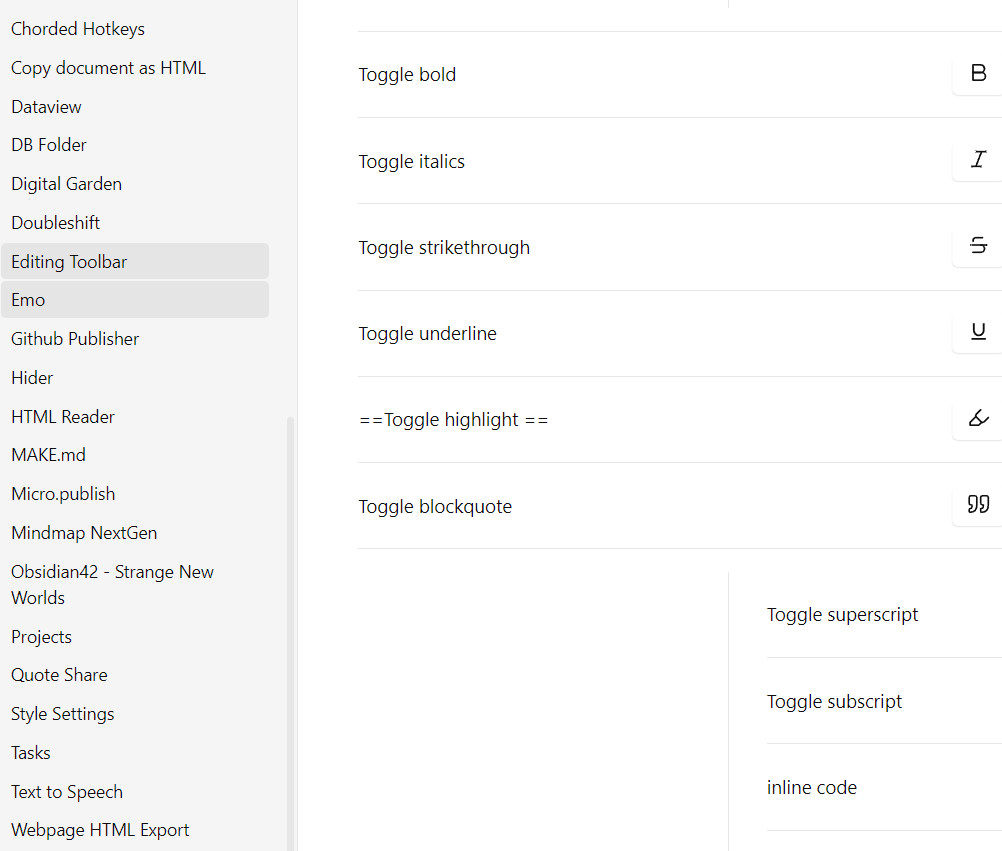 Chorded Hotkeys
Copy document as HTML
Dataview
DB Folder
Digital Garden
Doubleshift
Editing Toolbar
Emo
Github Publisher
Hider
HTML Reader
MAKE.md
Micro.publish
Mindmap NextGen
Obsidian42 - Strange New
Worlds
Projects
Quote Share
Style Settings
Tasks
Text to Speech
Webpage HTML Export
Toggle bold
Toggle italics
Toggle strikethrough
Toggle underline
==Toggle highlight ==
Toggle blockquote
Toggle superscript
Toggle subscript
inline code